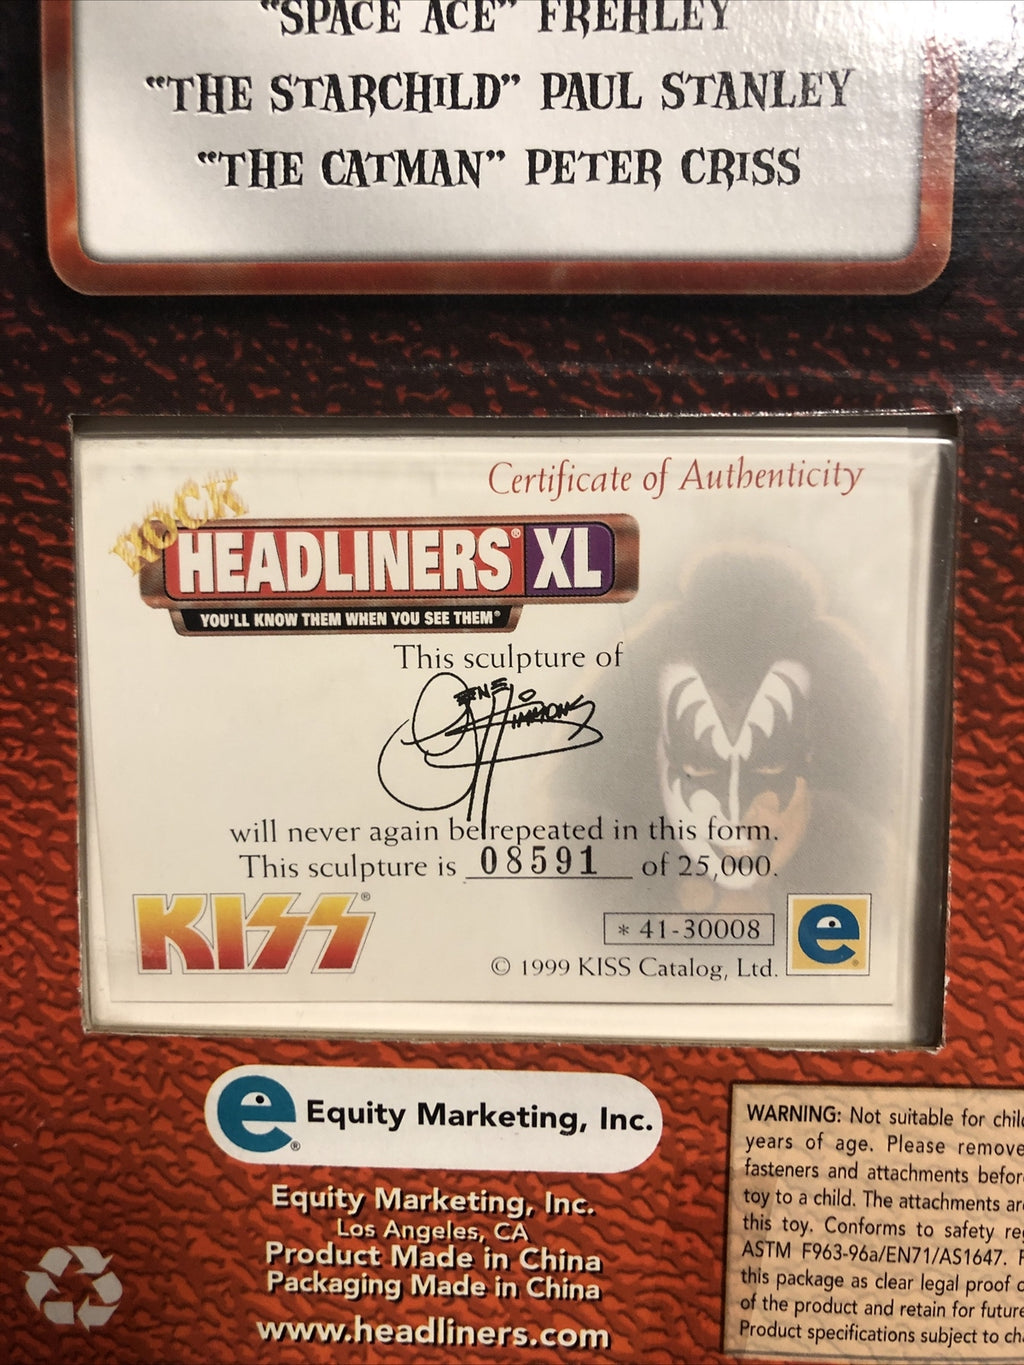 "SPACE ACE" FREHLEY
"THE STARCHILD" PAUL STANLEY
"THE CATMAN" PETER CRISS
Certificate of Authenticity
ROCK
HEADLINERS® XL
YOU'LL KNOW THEM WHEN YOU SEE THEM®
This sculpture of
GENE SIMMONS
will never again be repeated in this form.
This sculpture is 08591 of 25,000.
KISS®
* 41-30008
e®
© 1999 KISS Catalog, Ltd.
e® Equity Marketing, Inc.
Equity Marketing, Inc.
Los Angeles, CA
Product Made in China
Packaging Made in China
www.headliners.com
WARNING: Not suitable for
years of age. Please remove
fasteners and attachments
toy to a child. The attachments
this toy. Conforms to safety
ASTM F963-96a/EN71/AS1647.
this package as clear legal proof
of the product and retain for future
Product specifications subject to